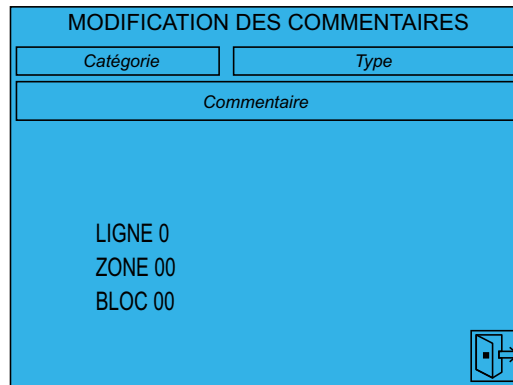 MODIFICATION DES COMMENTAIRES
Catégorie Type
Commentaire
LIGNE 0
ZONE 00
BLOC 00